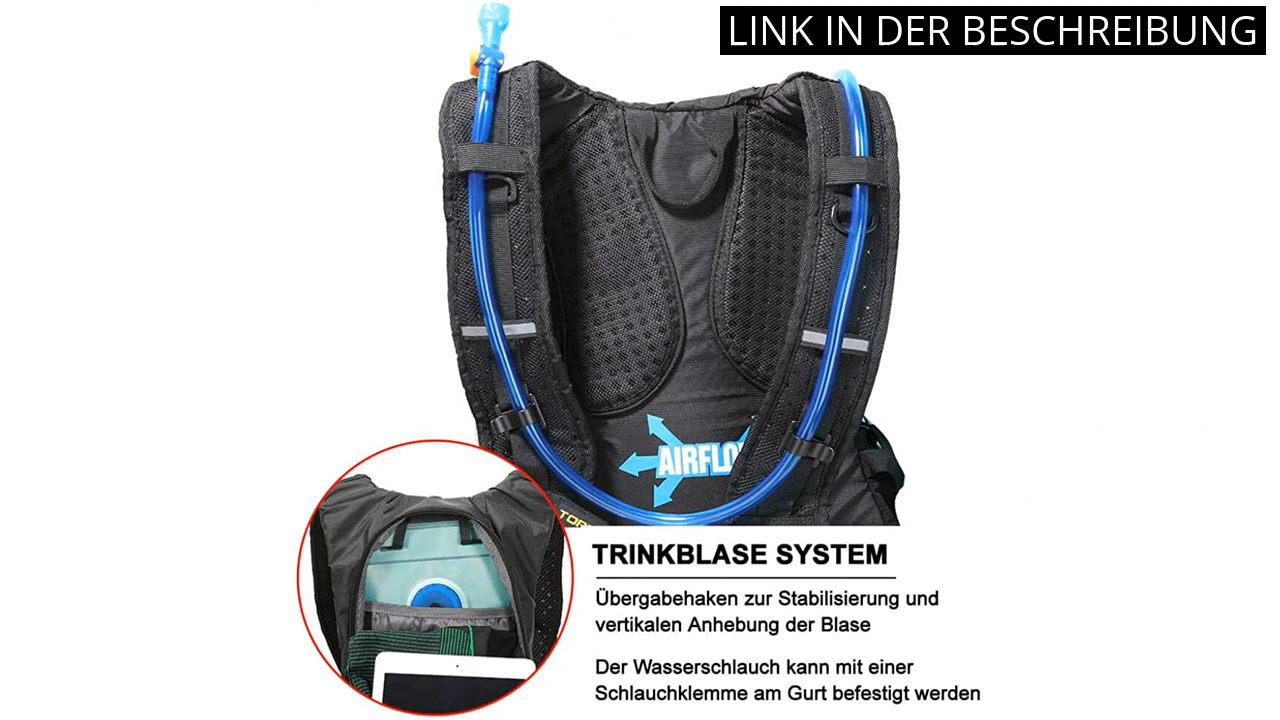 LINK IN DER BESCHREIBUNG
TRINKBLASE SYSTEM
Übergabehaken zur Stabilisierung und
vertikalen Anhebung der Blase
Der Wasserschlauch kann mit einer
Schlauchklemme am Gurt befestigt werden